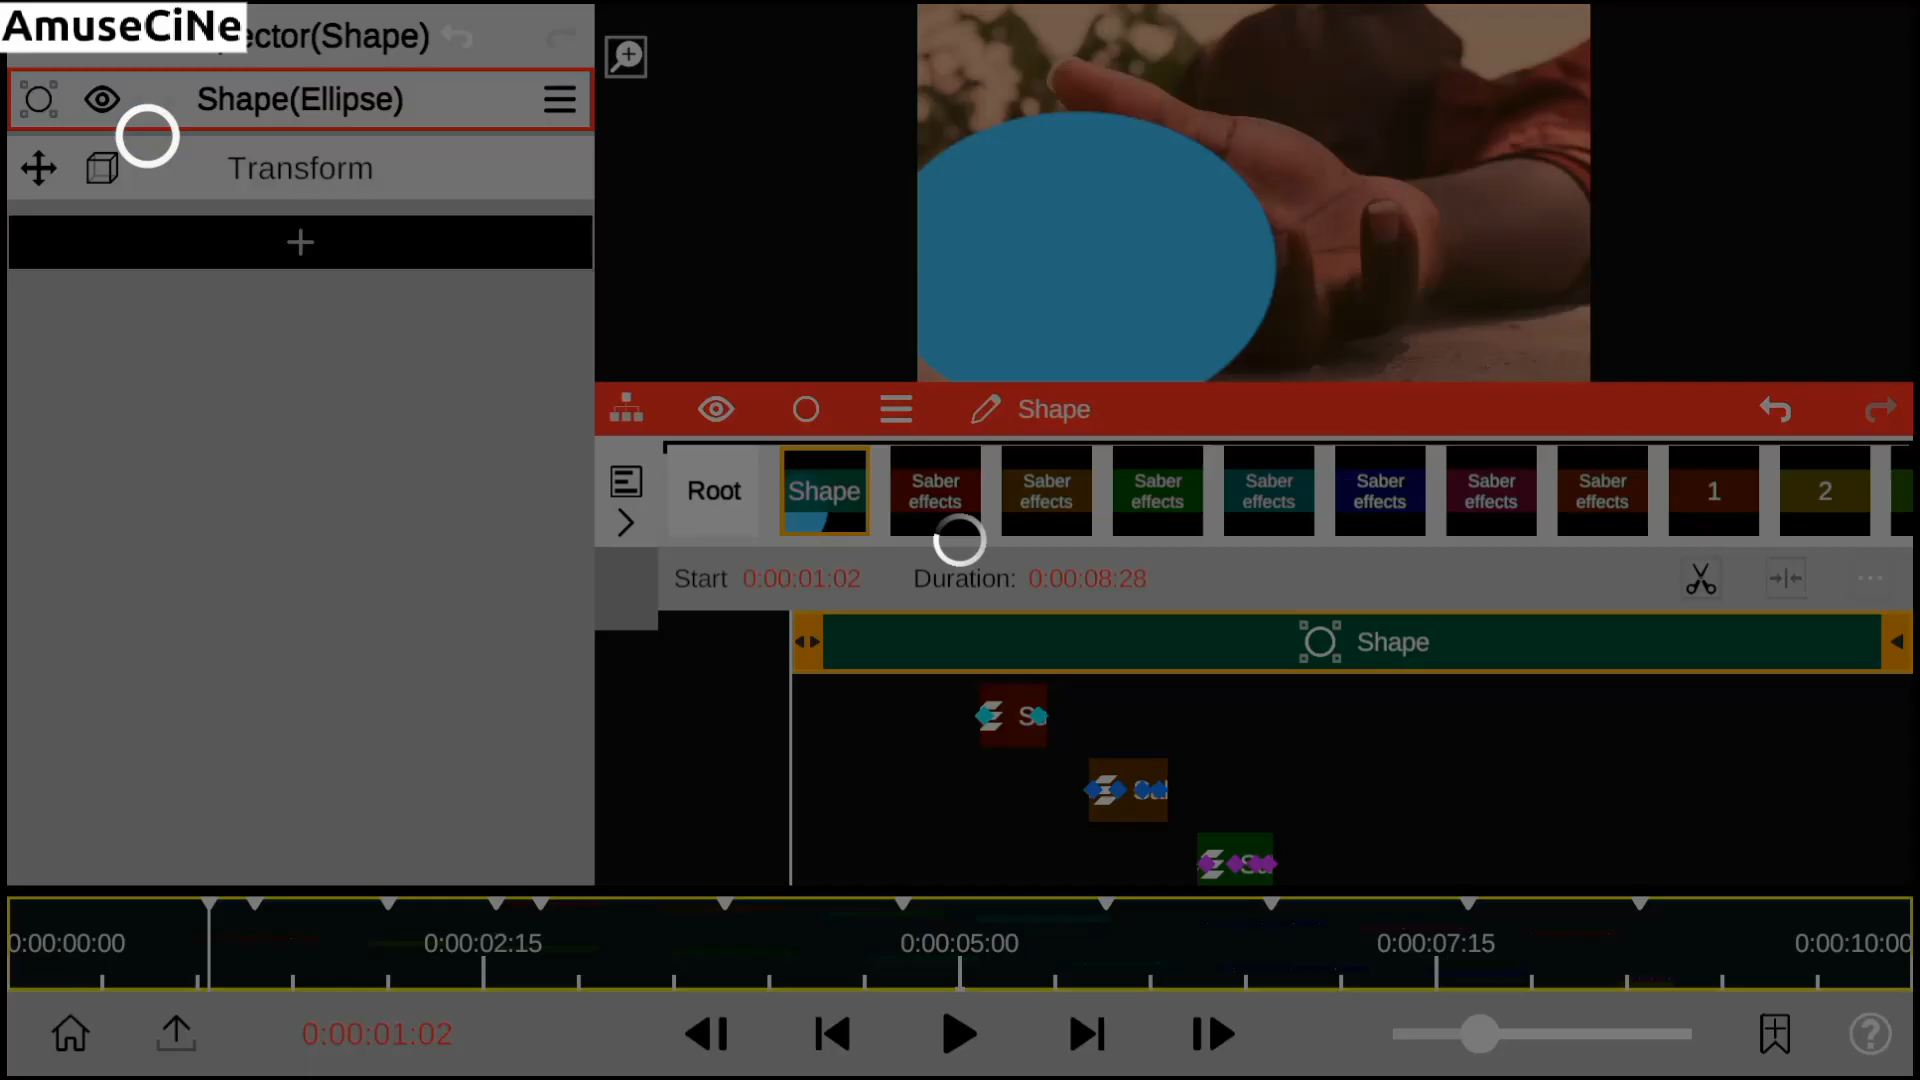 AmuseCiNe
ector(Shape)
Shape(Ellipse)
Transform
Shape
Root
Shape
Saber
effects
Saber
effects
Saber
effects
Saber
effects
Saber
effects
Saber
effects
Saber
effects
1
2
Start 0:00:01:02 Duration: 0:00:08:28
Shape
0:00:00:00 0:00:02:15 0:00:05:00 0:00:07:15 0:00:10:00
0:00:01:02